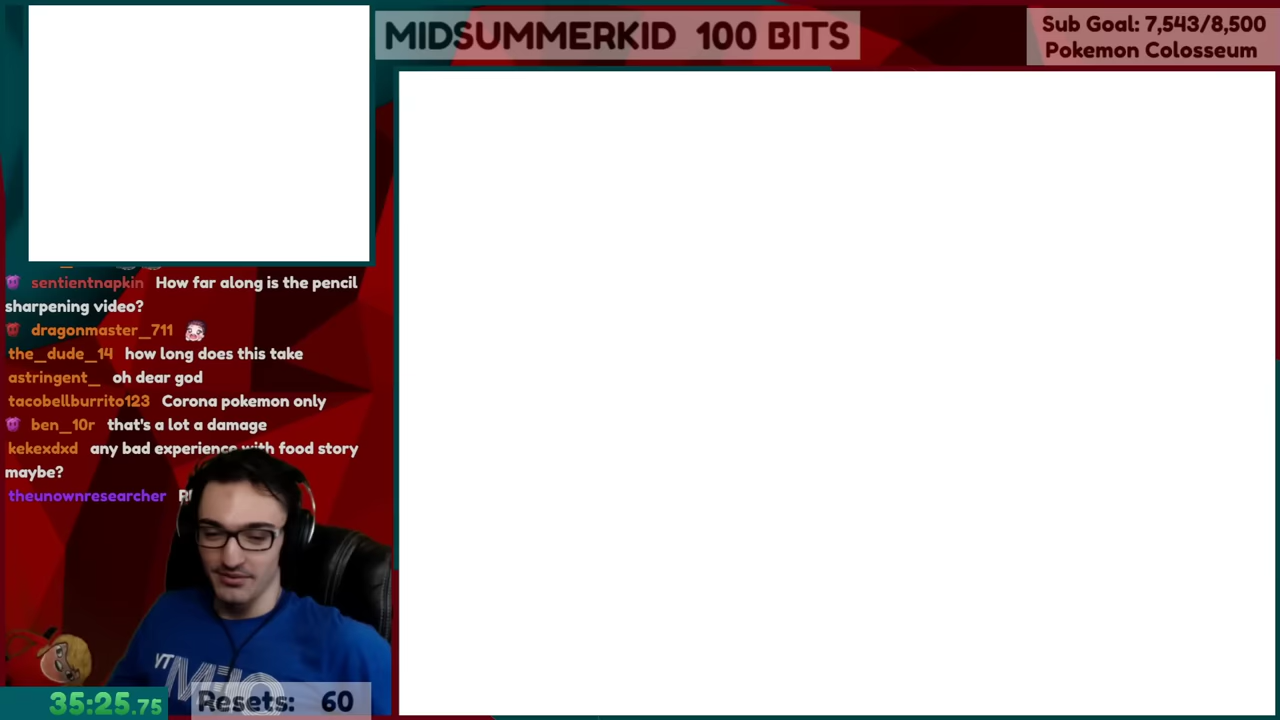 MIDSUMMERKID 100 BITS
Sub Goal: 7,543/8,500
Pokemon Colosseum
sentientnapkin How far along is the pencil
sharpening video?
dragonmaster_711
the_dude_14 how long does this take
astringent_ oh dear god
tacobellburrito123 Corona pokemon only
ben_10r that's a lot a damage
kekexdxd any bad experience with food story
maybe?
theunownresearcher
VT
35:25.75
Resets: 60